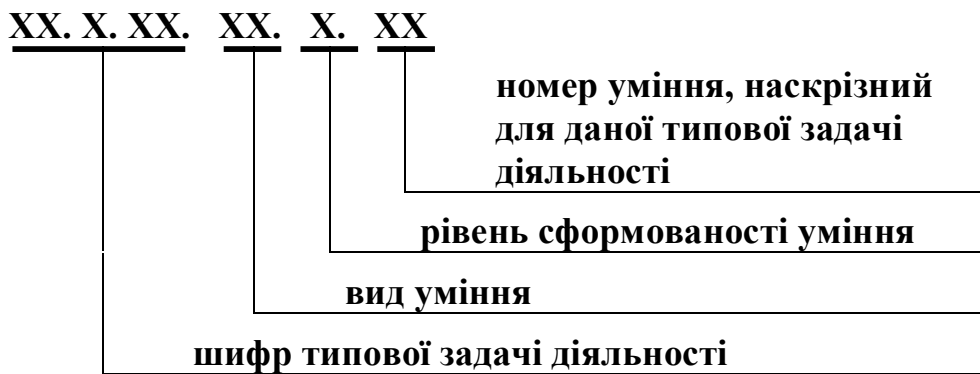 ХХ. Х. ХХ. ХХ. Х. ХХ
номер уміння, наскрізний
для даної типової задачі
діяльності
рівень сформованості уміння
вид уміння
шифр типової задачі діяльності